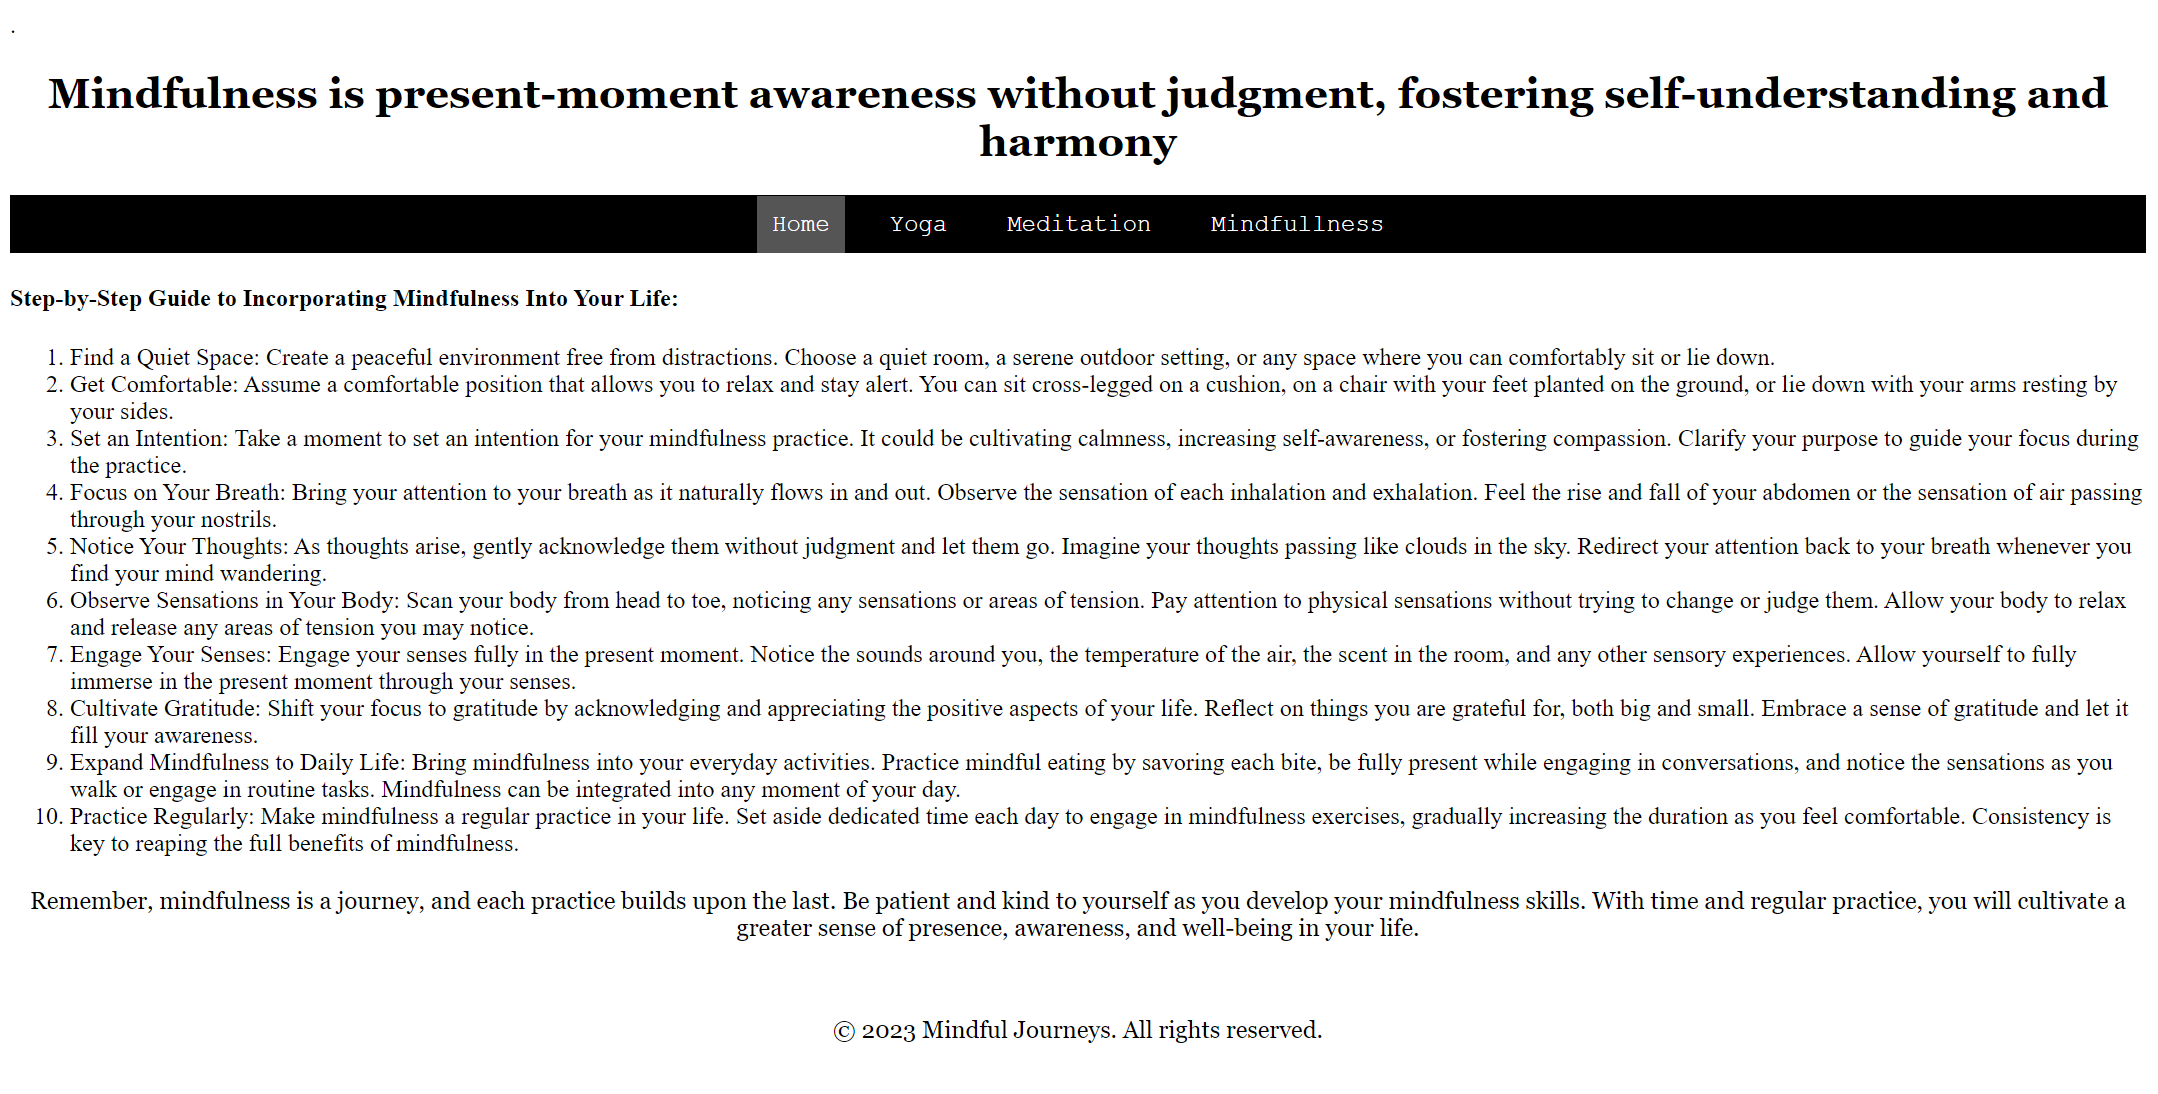 .
Mindfulness is present-moment awareness without judgment, fostering self-understanding and
harmony
Home Yoga Meditation Mindfullness
Step-by-Step Guide to Incorporating Mindfulness Into Your Life:
1. Find a Quiet Space: Create a peaceful environment free from distractions. Choose a quiet room, a serene outdoor setting, or any space where you can comfortably sit or lie down.
2. Get Comfortable: Assume a comfortable position that allows you to relax and stay alert. You can sit cross-legged on a cushion, on a chair with your feet planted on the ground, or lie down with your arms resting by
your sides.
3. Set an Intention: Take a moment to set an intention for your mindfulness practice. It could be cultivating calmness, increasing self-awareness, or fostering compassion. Clarify your purpose to guide your focus during
the practice.
4. Focus on Your Breath: Bring your attention to your breath as it naturally flows in and out. Observe the sensation of each inhalation and exhalation. Feel the rise and fall of your abdomen or the sensation of air passing
through your nostrils.
5. Notice Your Thoughts: As thoughts arise, gently acknowledge them without judgment and let them go. Imagine your thoughts passing like clouds in the sky. Redirect your attention back to your breath whenever you
find your mind wandering.
6. Observe Sensations in Your Body: Scan your body from head to toe, noticing any sensations or areas of tension. Pay attention to physical sensations without trying to change or judge them. Allow your body to relax
and release any areas of tension you may notice.
7. Engage Your Senses: Engage your senses fully in the present moment. Notice the sounds around you, the temperature of the air, the scent in the room, and any other sensory experiences. Allow yourself to fully
immerse in the present moment through your senses.
8. Cultivate Gratitude: Shift your focus to gratitude by acknowledging and appreciating the positive aspects of your life. Reflect on things you are grateful for, both big and small. Embrace a sense of gratitude and let it
fill your awareness.
9. Expand Mindfulness to Daily Life: Bring mindfulness into your everyday activities. Practice mindful eating by savoring each bite, be fully present while engaging in conversations, and notice the sensations as you
walk or engage in routine tasks. Mindfulness can be integrated into any moment of your day.
10. Practice Regularly: Make mindfulness a regular practice in your life. Set aside dedicated time each day to engage in mindfulness exercises, gradually increasing the duration as you feel comfortable. Consistency is
key to reaping the full benefits of mindfulness.
Remember, mindfulness is a journey, and each practice builds upon the last. Be patient and kind to yourself as you develop your mindfulness skills. With time and regular practice, you will cultivate a
greater sense of presence, awareness, and well-being in your life.
© 2023 Mindful Journeys. All rights reserved.